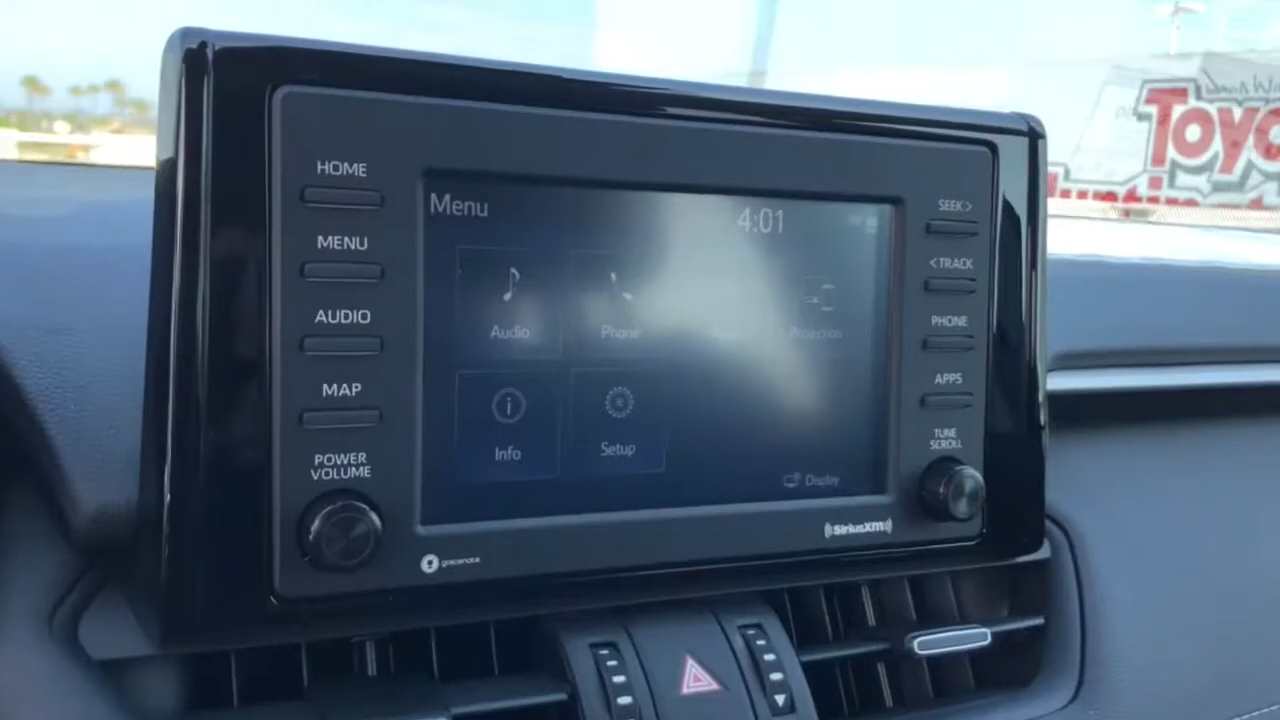 HOME
MENU
AUDIO
MAP
POWER
VOLUME
Menu
4:01
Audio
Phone
Projection
Info
Setup
Display
SEEK>
<TRACK
PHONE
APPS
TUNE
SCROLL
gracenote
SiriusXM
Toyo